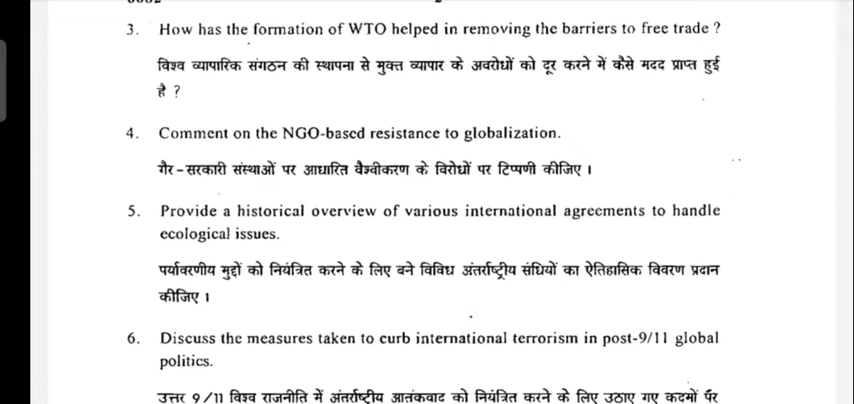 3. How has the formation of WTO helped in removing the barriers to free trade ?
विश्व व्यापारिक संगठन की स्थापना से मुक्त व्यापार के अवरोधों को दूर करने में कैसे मदद प्राप्त हुई
है ?
4. Comment on the NGO-based resistance to globalization.
गैर-सरकारी संस्थाओं पर आधारित वैश्वीकरण के विरोधों पर टिप्पणी कीजिए ।
5. Provide a historical overview of various international agreements to handle
ecological issues.
पर्यावरणीय मुद्दों को नियंत्रित करने के लिए बने विविध अंतर्राष्ट्रीय संधियों का ऐतिहासिक विवरण प्रदान
कीजिए ।
6. Discuss the measures taken to curb international terrorism in post-9/11 global
politics.
उत्तर 9/11 विश्व राजनीति में अंतर्राष्ट्रीय आतंकवाद को नियंत्रित करने के लिए उठाए गए कदमों पर